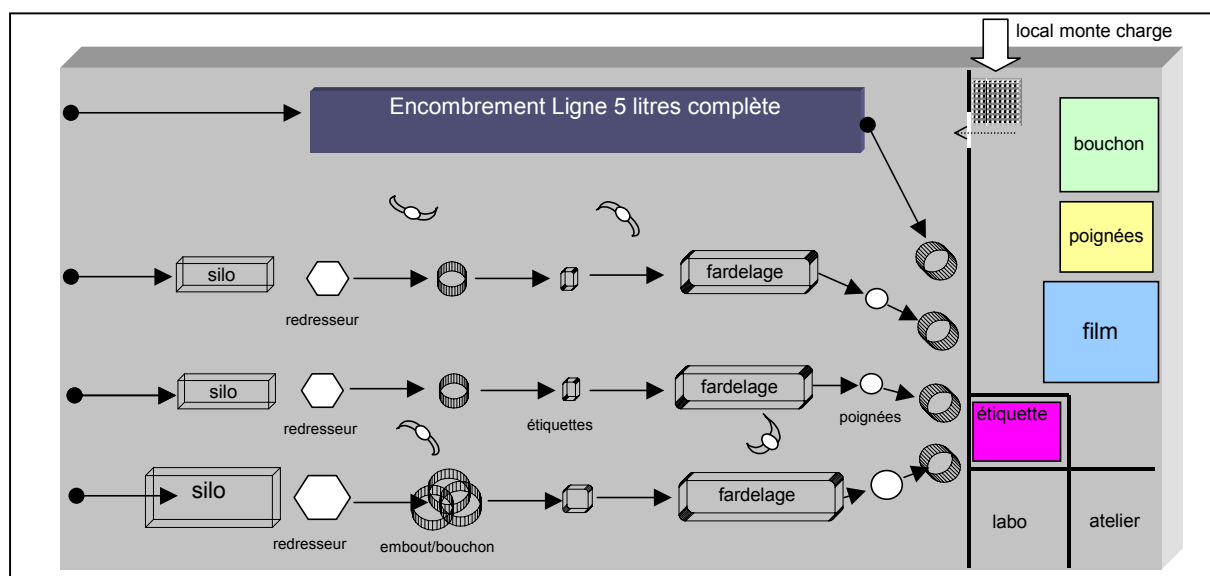 local monte charge
Encombrement Ligne 5 litres complète
bouchon
poignées
silo
fardelage
redresseur
film
silo
fardelage
redresseur
étiquettes
poignées
étiquette
silo
fardelage
redresseur
embout/bouchon
labo
atelier